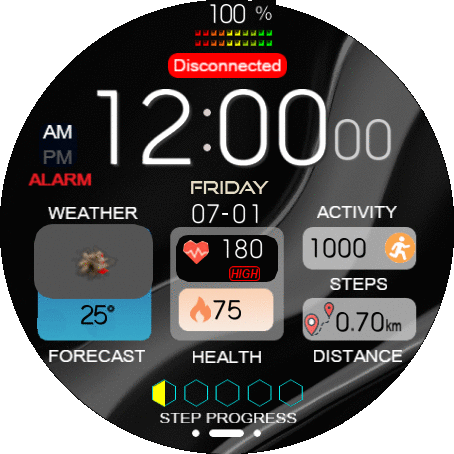 100 %
Disconnected
12:00 00
AM
PM
ALARM
FRIDAY
07-01
WEATHER
25°
FORECAST
180
HIGH
75
HEALTH
ACTIVITY
1000
STEPS
0.70km
DISTANCE
STEP PROGRESS